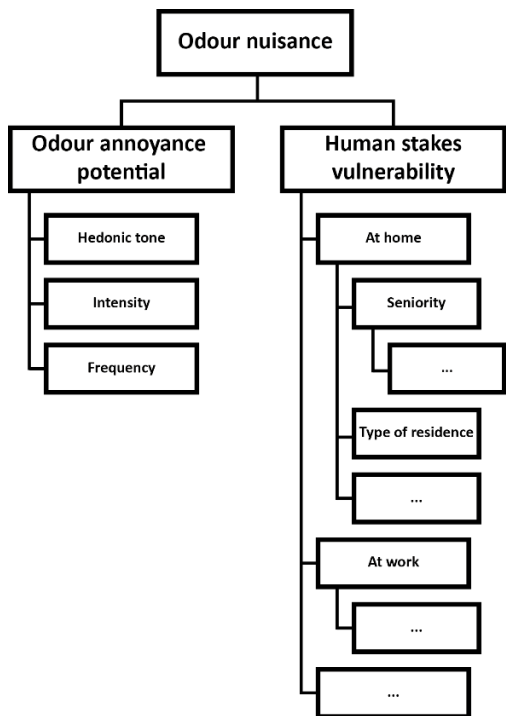 Odour nuisance
Odour annoyance
potential
Hedonic tone
Intensity
Frequency
Human stakes
vulnerability
At home
Seniority
...
Type of residence
...
At work
...
...